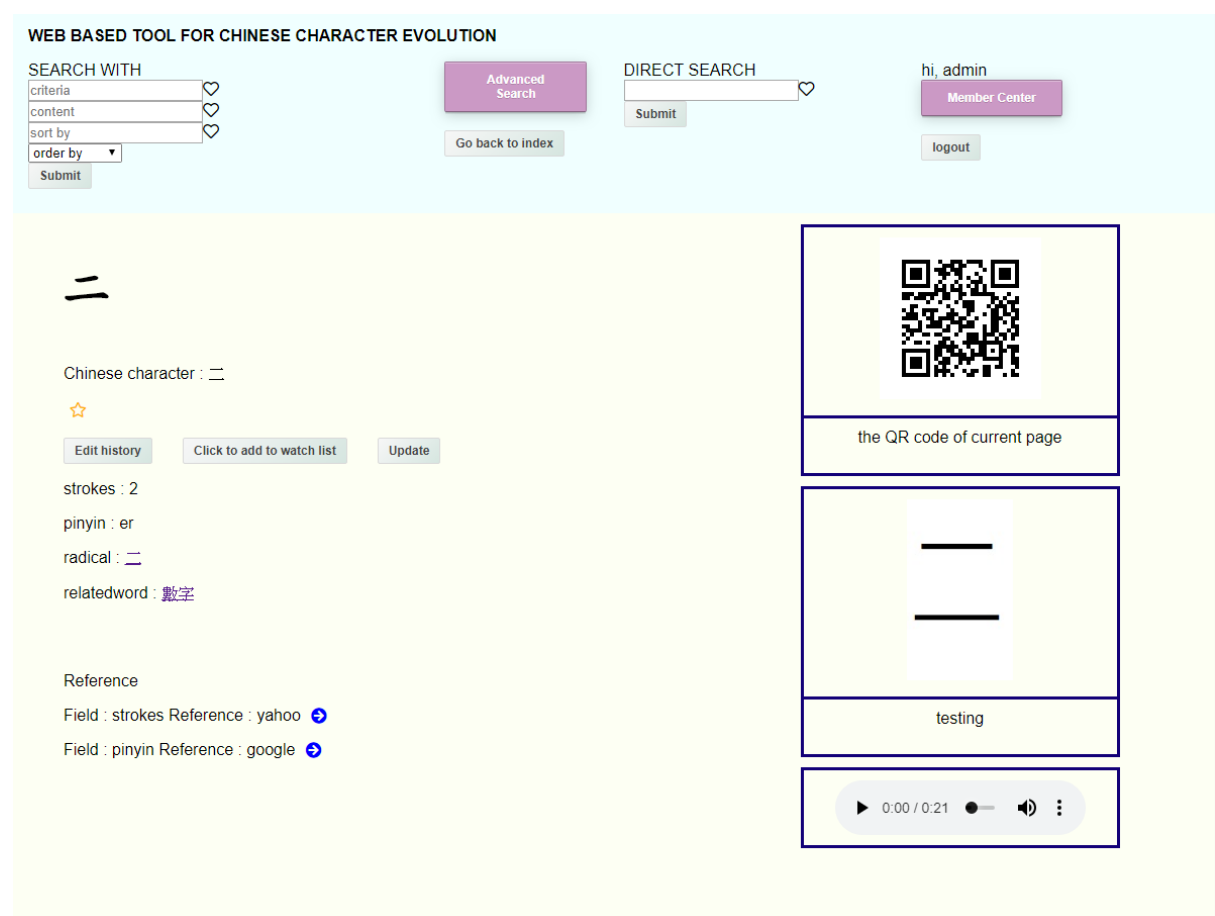 WEB BASED TOOL FOR CHINESE CHARACTER EVOLUTION
SEARCH WITH
criteria
content
sort by
order by
Submit
Advanced
Search
Go back to index
DIRECT SEARCH
Submit
hi, admin
Member Center
logout
二
Chinese character : 二
Edit history
Click to add to watch list
Update
strokes : 2
pinyin : er
radical : 二
relatedword : 數字
Reference
Field : strokes Reference : yahoo
Field : pinyin Reference : google
the QR code of current page
二
testing
0:00 / 0:21